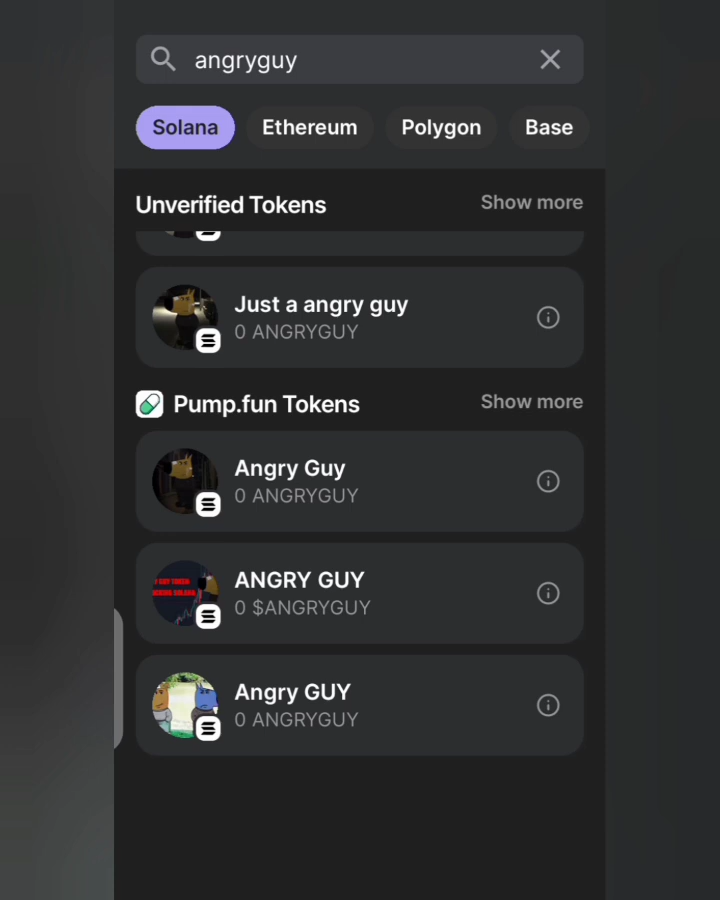 angryguy
Solana Ethereum Polygon Base
Unverified Tokens Show more
Just a angry guy
0 ANGRYGUY
Pump.fun Tokens Show more
Angry Guy
0 ANGRYGUY
ANGRY GUY
0 $ANGRYGUY
Angry GUY
0 ANGRYGUY